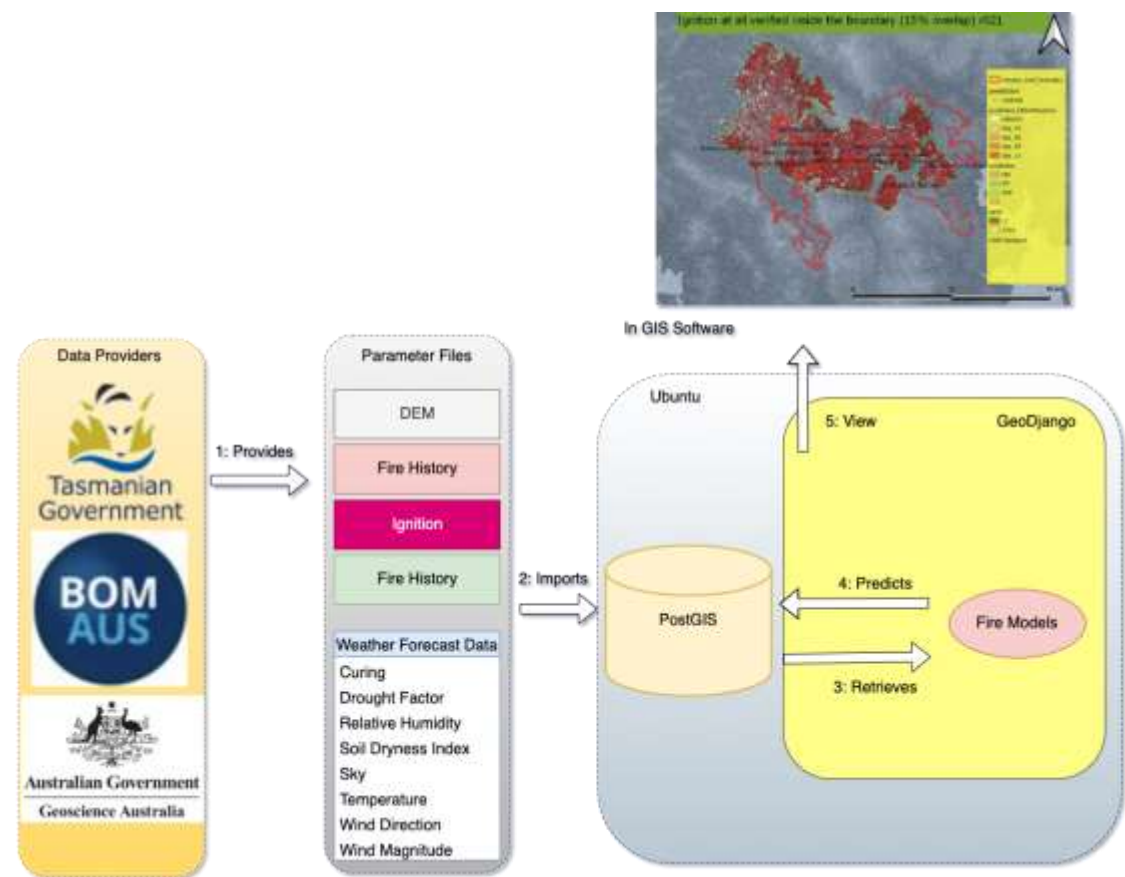 Ignition at all verified inside the boundary (15% overlap)
In GIS Software
Data Providers
Tasmanian
Government
BOM
AUS
Australian Government
Geoscience Australia
1: Provides
Parameter Files
DEM
Fire History
Ignition
Fire History
Weather Forecast Data
Curing
Drought Factor
Relative Humidity
Soil Dryness Index
Sky
Temperature
Wind Direction
Wind Magnitude
2: Imports
Ubuntu
PostGIS
5: View
GeoDjango
4: Predicts
Fire Models
3: Retrieves